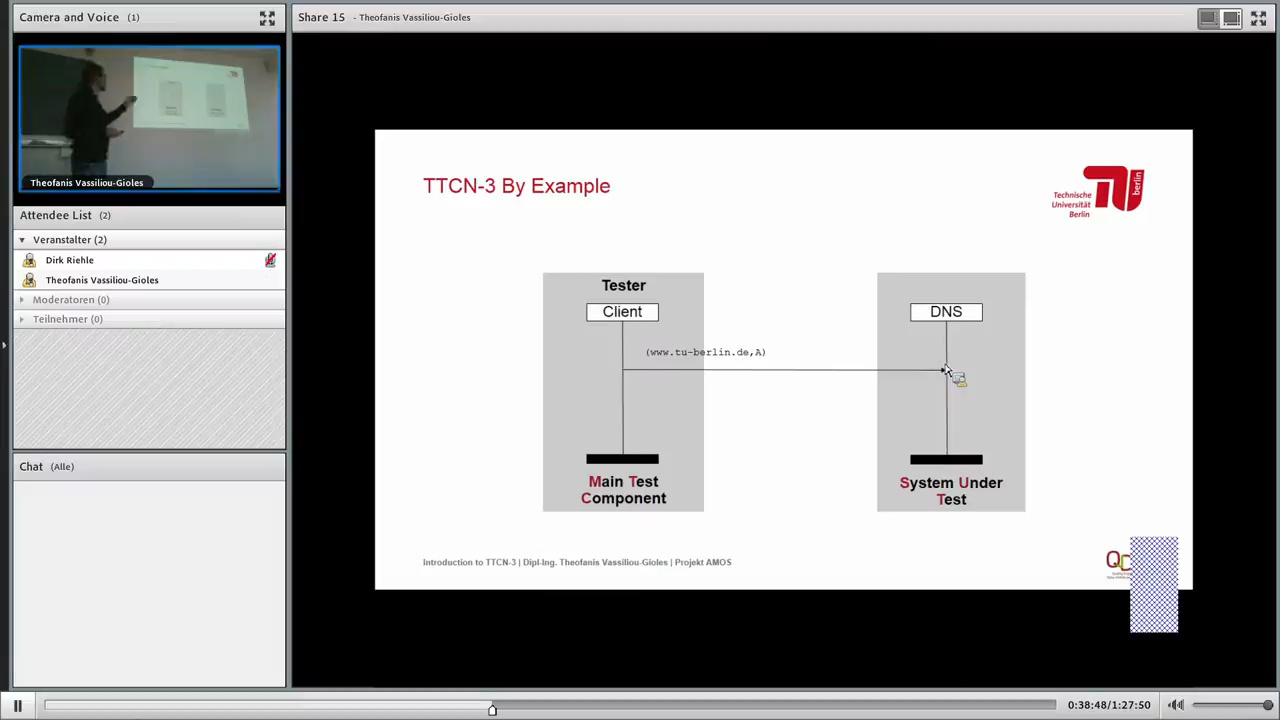 Camera and Voice (1)
Theofanis Vassiliou-Gioles
Attendee List (2)
Veranstalter (2)
Dirk Riehle
Theofanis Vassiliou-Gioles
Moderatoren (0)
Teilnehmer (0)
Chat (Alle)
Share 15 - Theofanis Vassiliou-Gioles
TTCN-3 By Example
Technische
Universität
Berlin
berlin
Tester
Client
DNS
(www.tu-berlin.de,A)
Main Test
Component
System Under
Test
Introduction to TTCN-3 | Dipl-Ing. Theofanis Vassiliou-Gioles | Projekt AMOS
0:38:48/1:27:50